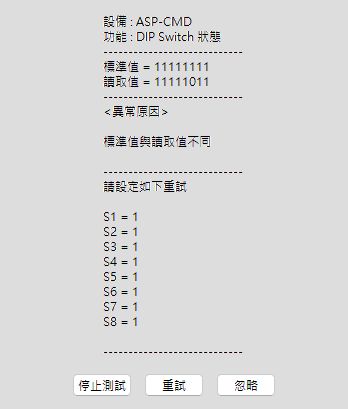 設備 : ASP-CMD
功能 : DIP Switch 狀態
----------------------------
標準值 = 11111111
讀取值 = 11111011
----------------------------
<異常原因>
標準值與讀取值不同
----------------------------
請設定如下重試
S1 = 1
S2 = 1
S3 = 1
S4 = 1
S5 = 1
S6 = 1
S7 = 1
S8 = 1
----------------------------
停止測試 重試 忽略